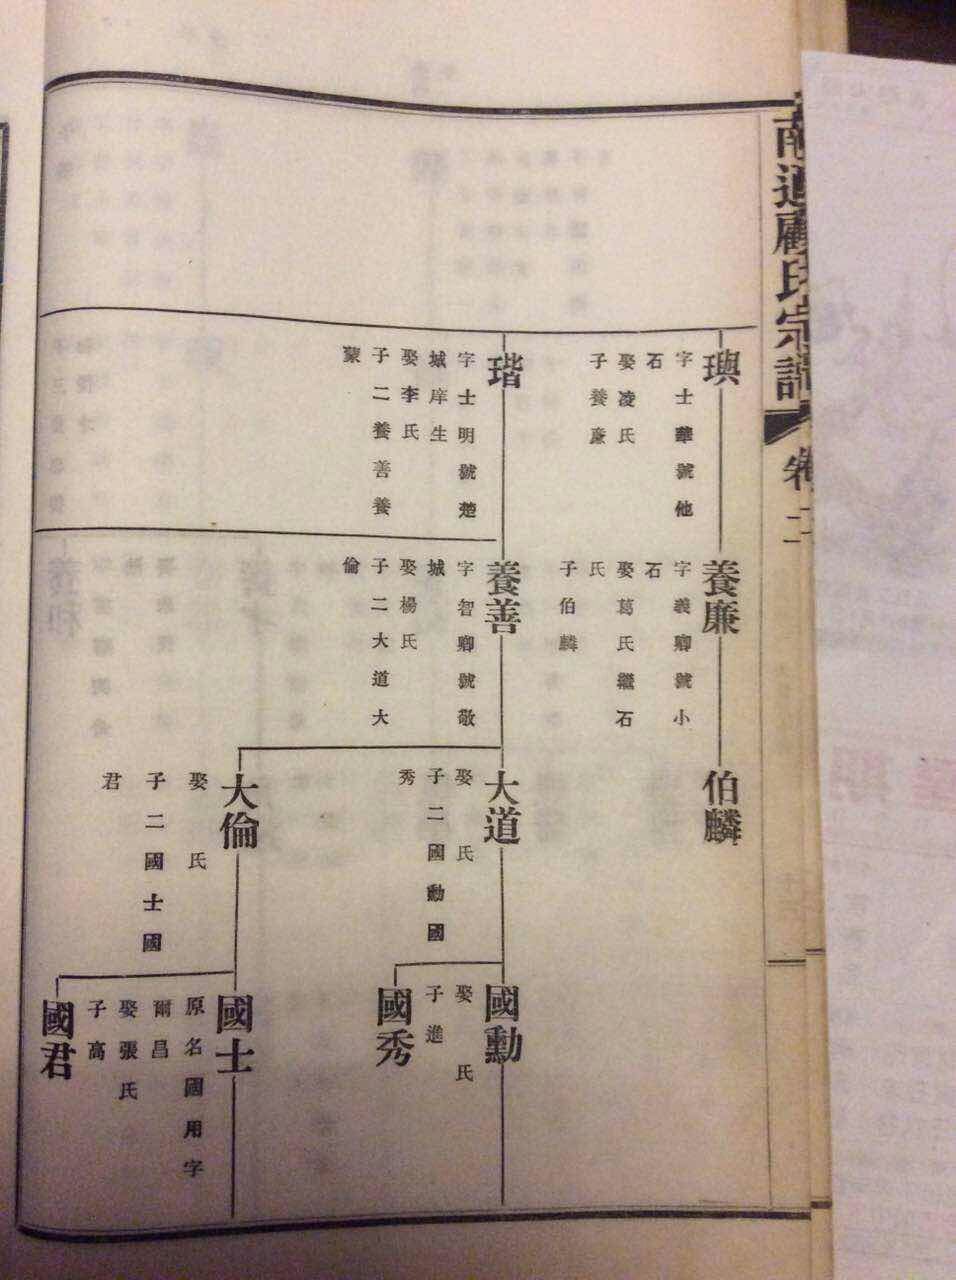 南通顧氏宗譜
卷二
璵
字士華號他
石
娶凌氏
子養廉
瑎
字士明號楚
城庠生
娶李氏
子二養善養
蒙
養廉
字義卿號小
石
娶葛氏繼石
氏
子伯麟
養善
字智卿號敬
城
娶楊氏
子二大道大
倫
伯麟
大道
娶 氏
子二國勳國
秀
大倫
娶 氏
子二國士國
君
國勳
娶 氏
子進
國秀
國士
原名國用字
爾昌
娶張氏
子高
國君